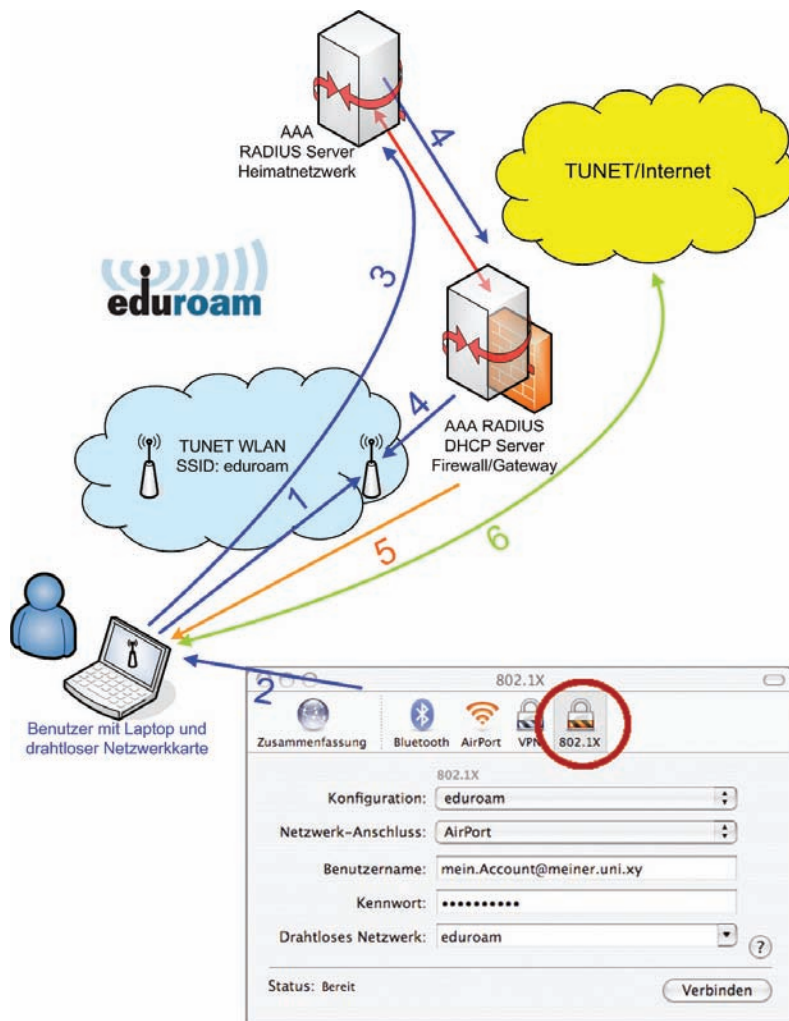 AAA
RADIUS Server
Heimatnetzwerk
4
TUNET/Internet
3
eduroam
TUNET WLAN
SSID: eduroam
4
AAA RADIUS
DHCP Server
Firewall/Gateway
1
5
6
2
Benutzer mit Laptop und
drahtloser Netzwerkkarte
802.1X
Zusammenfassung Bluetooth AirPort VPN 802.1X
802.1X
Konfiguration: eduroam
Netzwerk-Anschluss: AirPort
Benutzername: mein.Account@meiner.uni.xy
Kennwort: ••••••••••
Drahtloses Netzwerk: eduroam
?
Status: Bereit
Verbinden